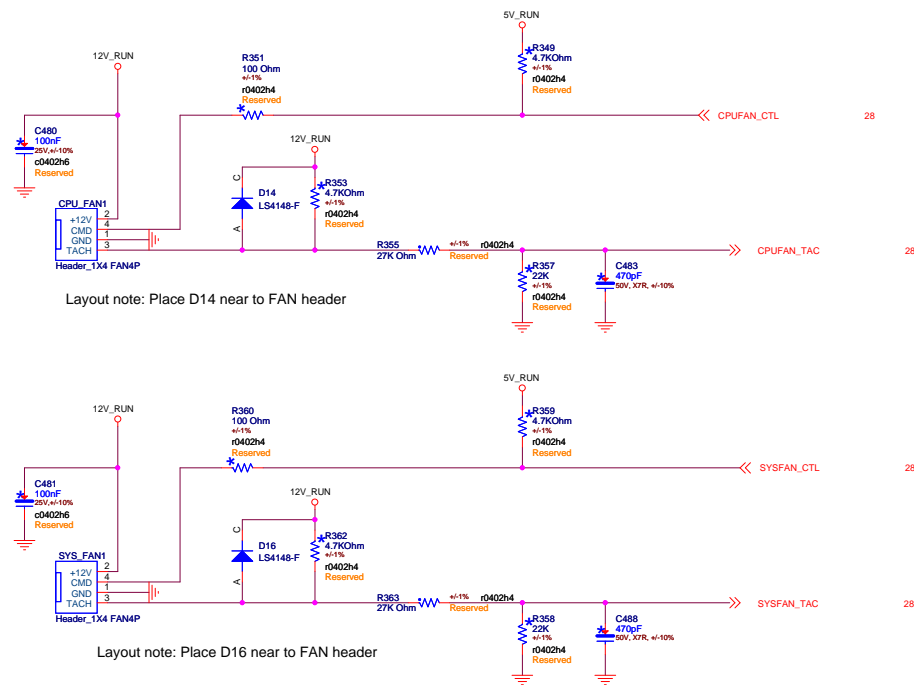 5V_RUN
12V_RUN
R351
100 Ohm
+/-1%
r0402h4
Reserved
R349
4.7KOhm
+/-1%
r0402h4
Reserved
CPUFAN_CTL 28
C480
100nF
25V,+/-10%
c0402h6
Reserved
12V_RUN
C
D14
LS4148-F
A
R353
4.7KOhm
+/-1%
r0402h4
Reserved
CPU_FAN1
+12V 2
CMD 4
GND 1
TACH 3
Header_1X4 FAN4P
R355
27K Ohm
+/-1% r0402h4
Reserved
CPUFAN_TAC 28
R357
22K
+/-1%
r0402h4
Reserved
C483
470pF
50V, X7R, +/-10%
Layout note: Place D14 near to FAN header
5V_RUN
12V_RUN
R360
100 Ohm
+/-1%
r0402h4
Reserved
R359
4.7KOhm
+/-1%
r0402h4
Reserved
SYSFAN_CTL 28
C481
100nF
25V,+/-10%
c0402h6
Reserved
12V_RUN
C
D16
LS4148-F
A
R362
4.7KOhm
+/-1%
r0402h4
Reserved
SYS_FAN1
+12V 2
CMD 4
GND 1
TACH 3
Header_1X4 FAN4P
R363
27K Ohm
+/-1% r0402h4
Reserved
SYSFAN_TAC 28
R358
22K
+/-1%
r0402h4
Reserved
C488
470pF
50V, X7R, +/-10%
Layout note: Place D16 near to FAN header